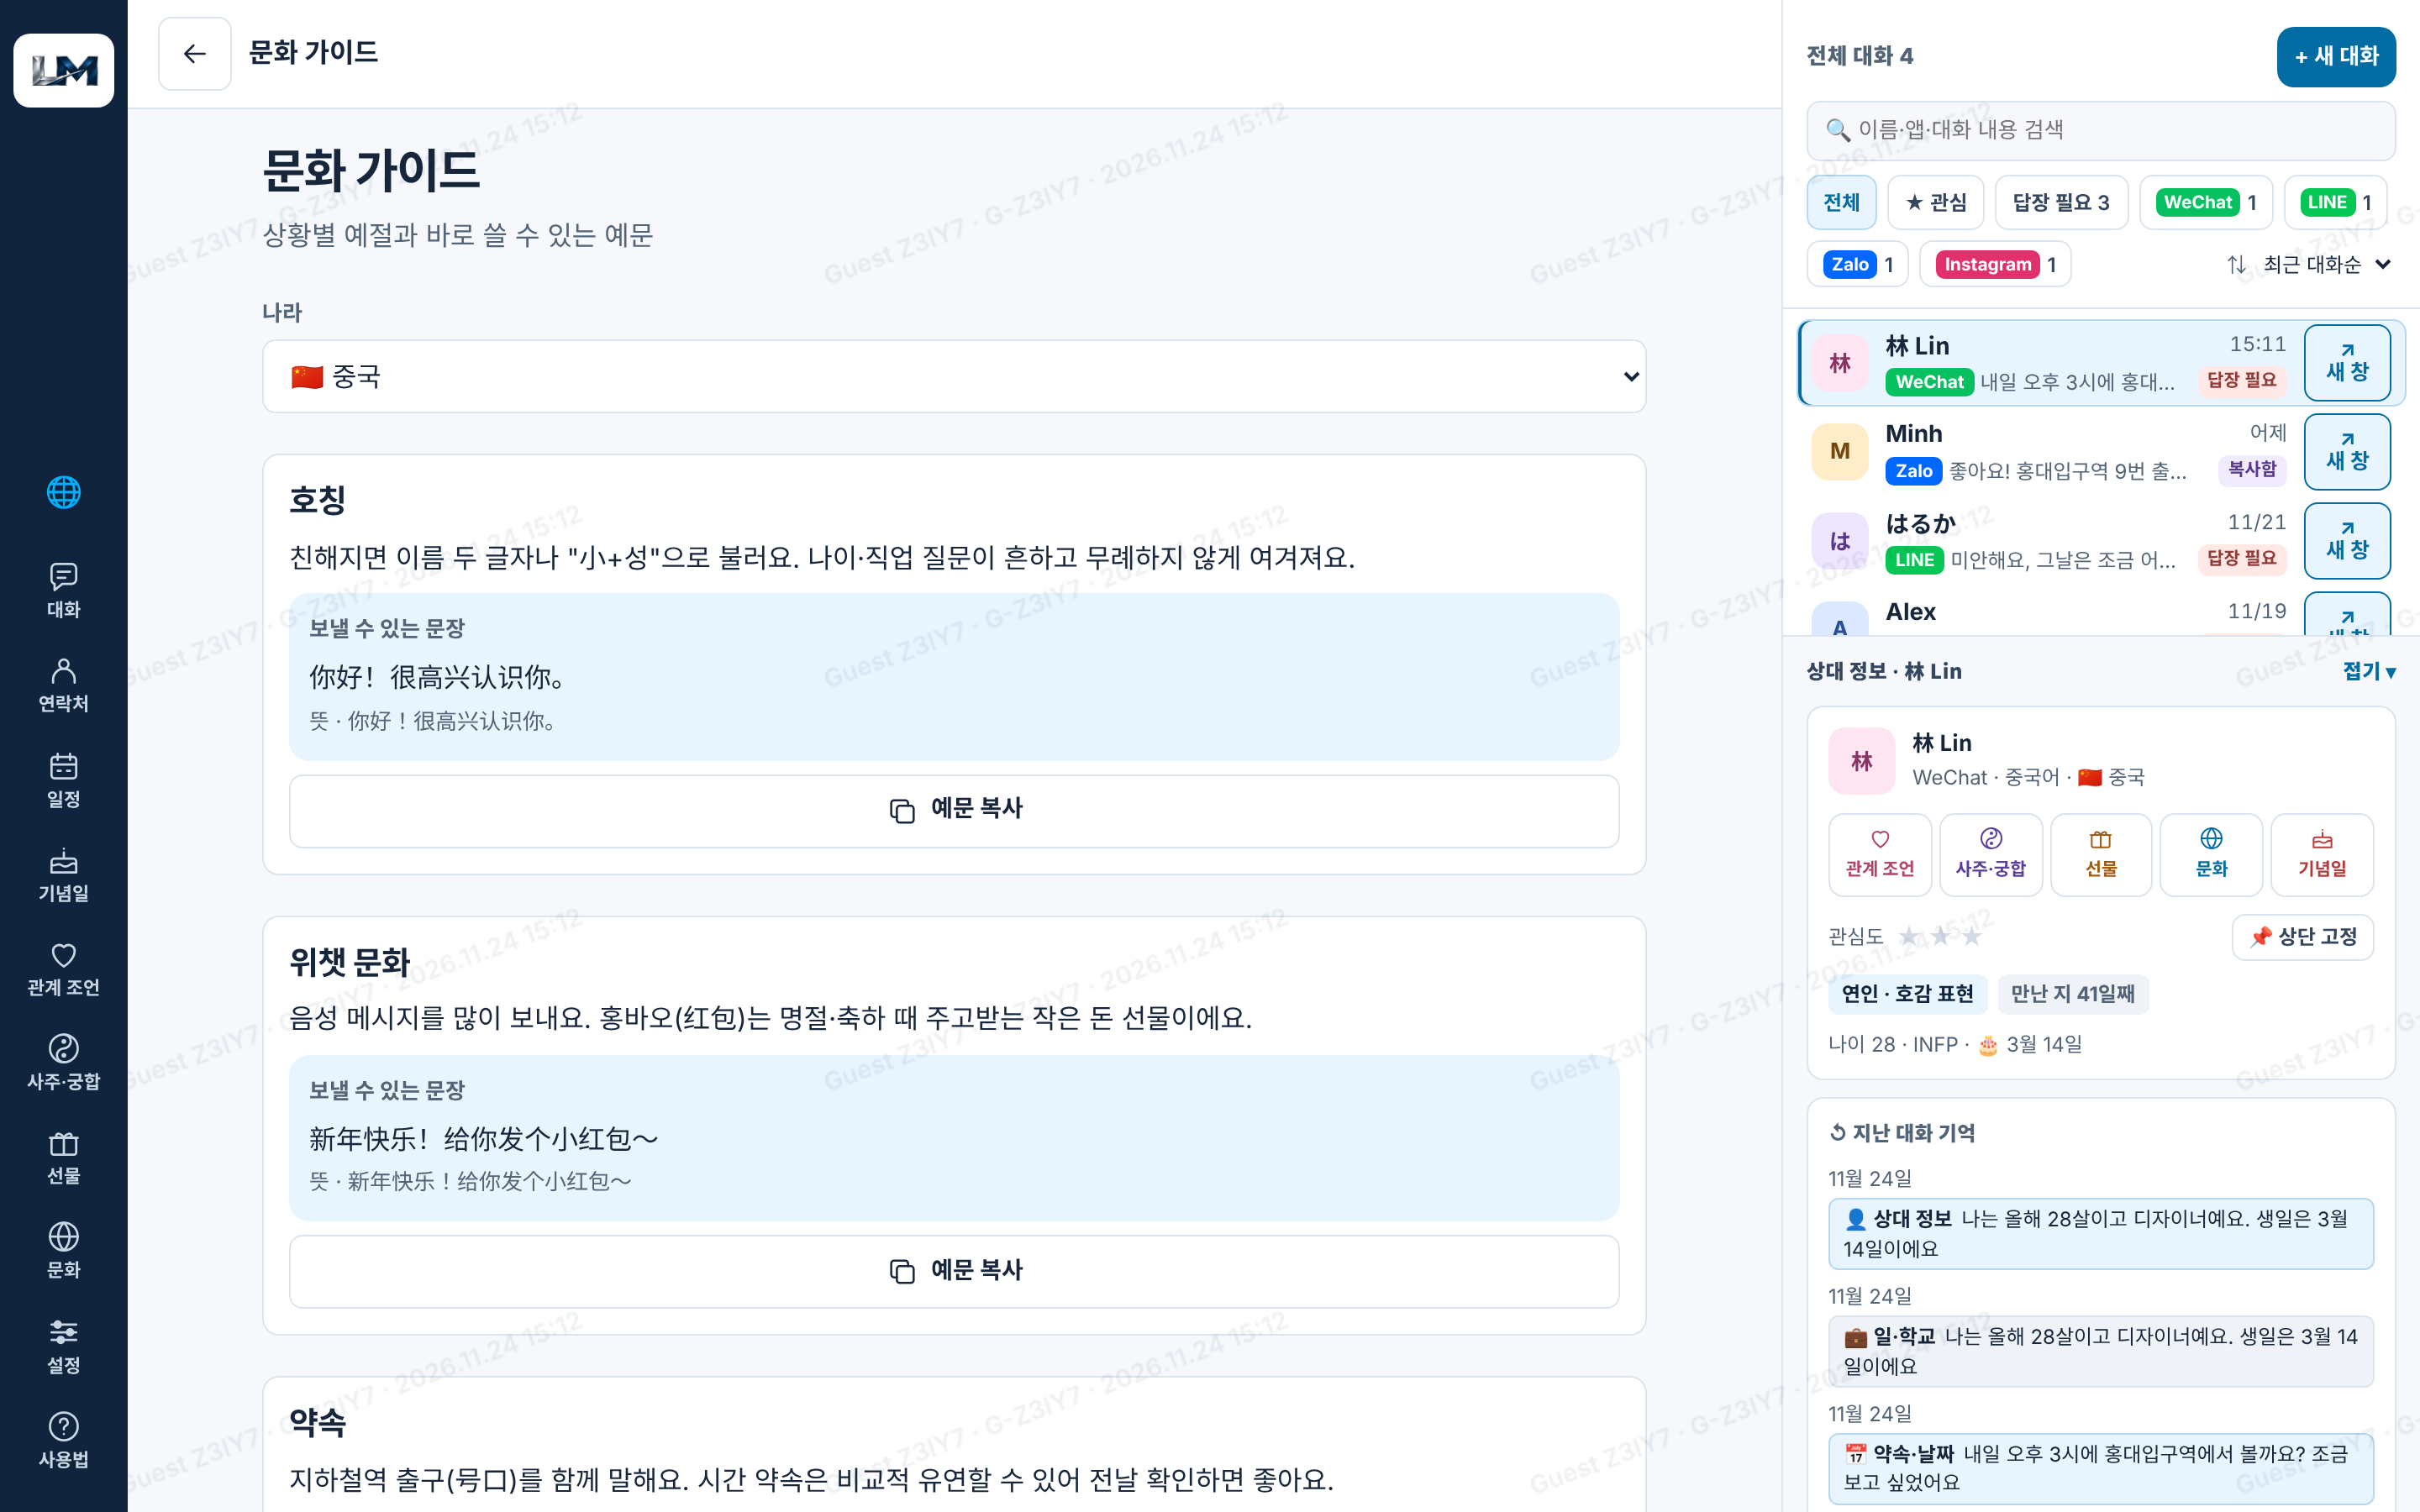 LM
대화
연락처
일정
기념일
관계 조언
사주·궁합
선물
문화
설정
사용법
문화 가이드
문화 가이드
상황별 예절과 바로 쓸 수 있는 예문
나라
🇨🇳 중국
호칭
친해지면 이름 두 글자나 "小+성"으로 불러요. 나이·직업 질문이 흔하고 무례하지 않게 여겨져요.
보낼 수 있는 문장
你好！很高兴认识你。
뜻 · 你好！很高兴认识你。
예문 복사
위챗 문화
음성 메시지를 많이 보내요. 홍바오(红包)는 명절·축하 때 주고받는 작은 돈 선물이에요.
보낼 수 있는 문장
新年快乐！给你发个小红包～
뜻 · 新年快乐！给你发个小红包～
예문 복사
약속
지하철역 출구(号口)를 함께 말해요. 시간 약속은 비교적 유연할 수 있어 전날 확인하면 좋아요.
전체 대화 4
+ 새 대화
🔍 이름·앱·대화 내용 검색
전체
★ 관심
답장 필요 3
WeChat 1
LINE 1
Zalo 1
Instagram 1
최근 대화순
林
林 Lin
15:11
WeChat 내일 오후 3시에 홍대...
답장 필요
↗
새 창
M
Minh
어제
Zalo 좋아요! 홍대입구역 9번 출...
복사함
↗
새 창
は
はるか
11/21
LINE 미안해요, 그날은 조금 어...
답장 필요
↗
새 창
A
Alex
11/19
↗
상대 정보 · 林 Lin
접기 ▾
林
林 Lin
WeChat · 중국어 · 🇨🇳 중국
관계 조언
사주·궁합
선물
문화
기념일
관심도 ★ ★ ★
📌 상단 고정
연인 · 호감 표현
만난 지 41일째
나이 28 · INFP · 🎂 3월 14일
지난 대화 기억
11월 24일
👤 상대 정보 나는 올해 28살이고 디자이너예요. 생일은 3월
14일이에요
11월 24일
💼 일·학교 나는 올해 28살이고 디자이너예요. 생일은 3월 14
일이에요
11월 24일
📅 약속·날짜 내일 오후 3시에 홍대입구역에서 볼까요? 조금
보고 싶었어요
Guest Z3IY7 · G-Z3IY7 · 2026.11.24 15:12